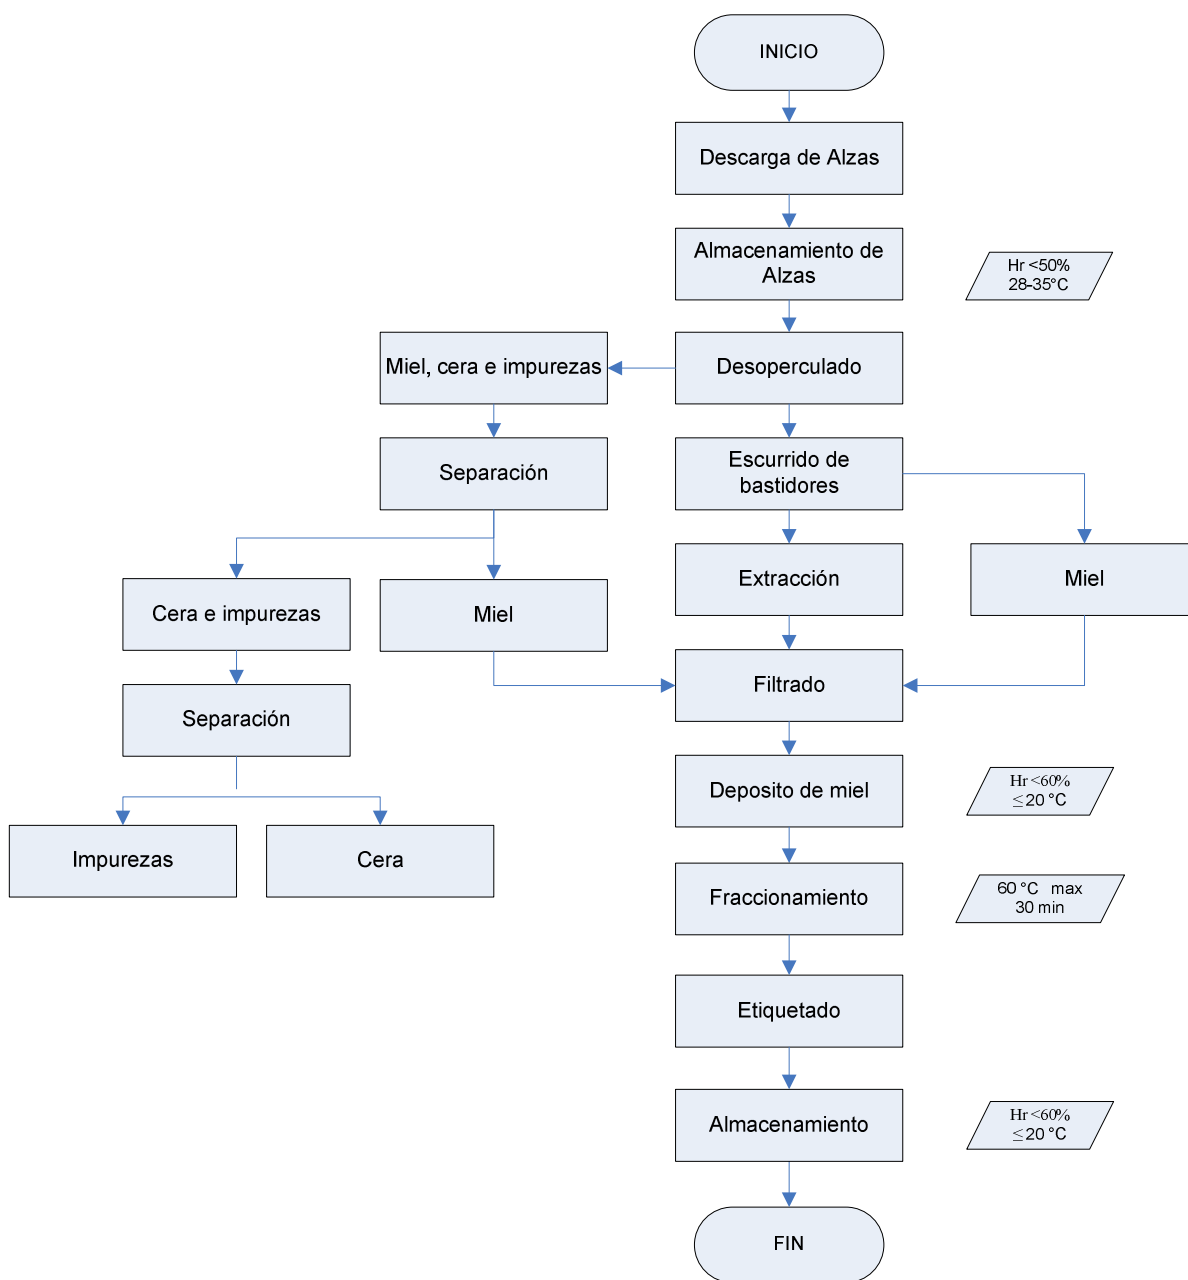 INICIO
Descarga de Alzas
Almacenamiento de
Alzas
Hr <50%
28-35°C
Miel, cera e impurezas
Desoperculado
Separación
Escurrido de
bastidores
Cera e impurezas
Miel
Extracción
Miel
Separación
Filtrado
Impurezas
Cera
Deposito de miel
Hr <60%
≤ 20 °C
Fraccionamiento
60 °C max
30 min
Etiquetado
Almacenamiento
Hr <60%
≤ 20 °C
FIN